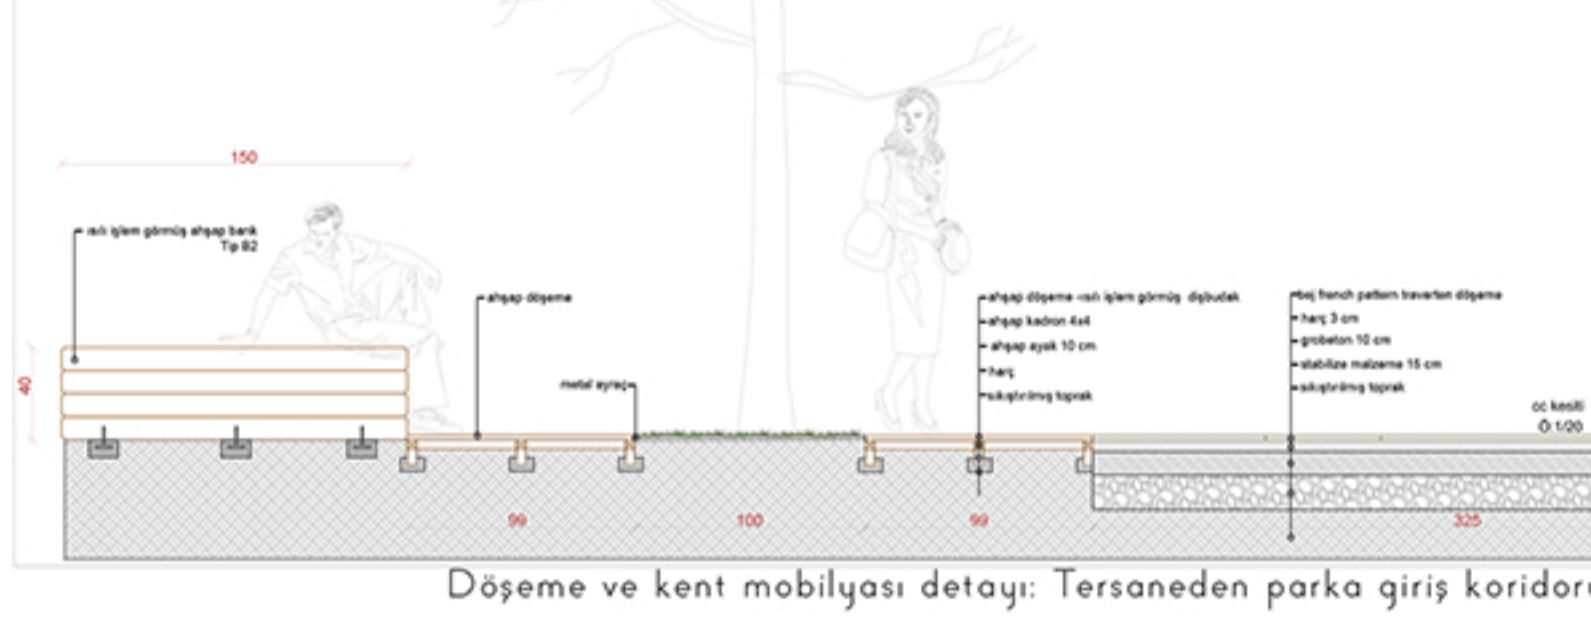 150
ısılı işlem görmüş ahşap bank
Tip B2
40
ahşap döşeme
metal ayraç
ahşap döşeme -ısılı işlem görmüş dişbudak
ahşap kadron 4x4
ahşap ayak 10 cm
harç
sıkıştırılmış toprak
bej french pattern traverten döşeme
harç 3 cm
grobeton 10 cm
stabilize malzeme 15 cm
sıkıştırılmış toprak
cc kesiti
Ö:1/20
99
100
99
325
Döşeme ve kent mobilyası detayı: Tersaneden parka giriş koridoru